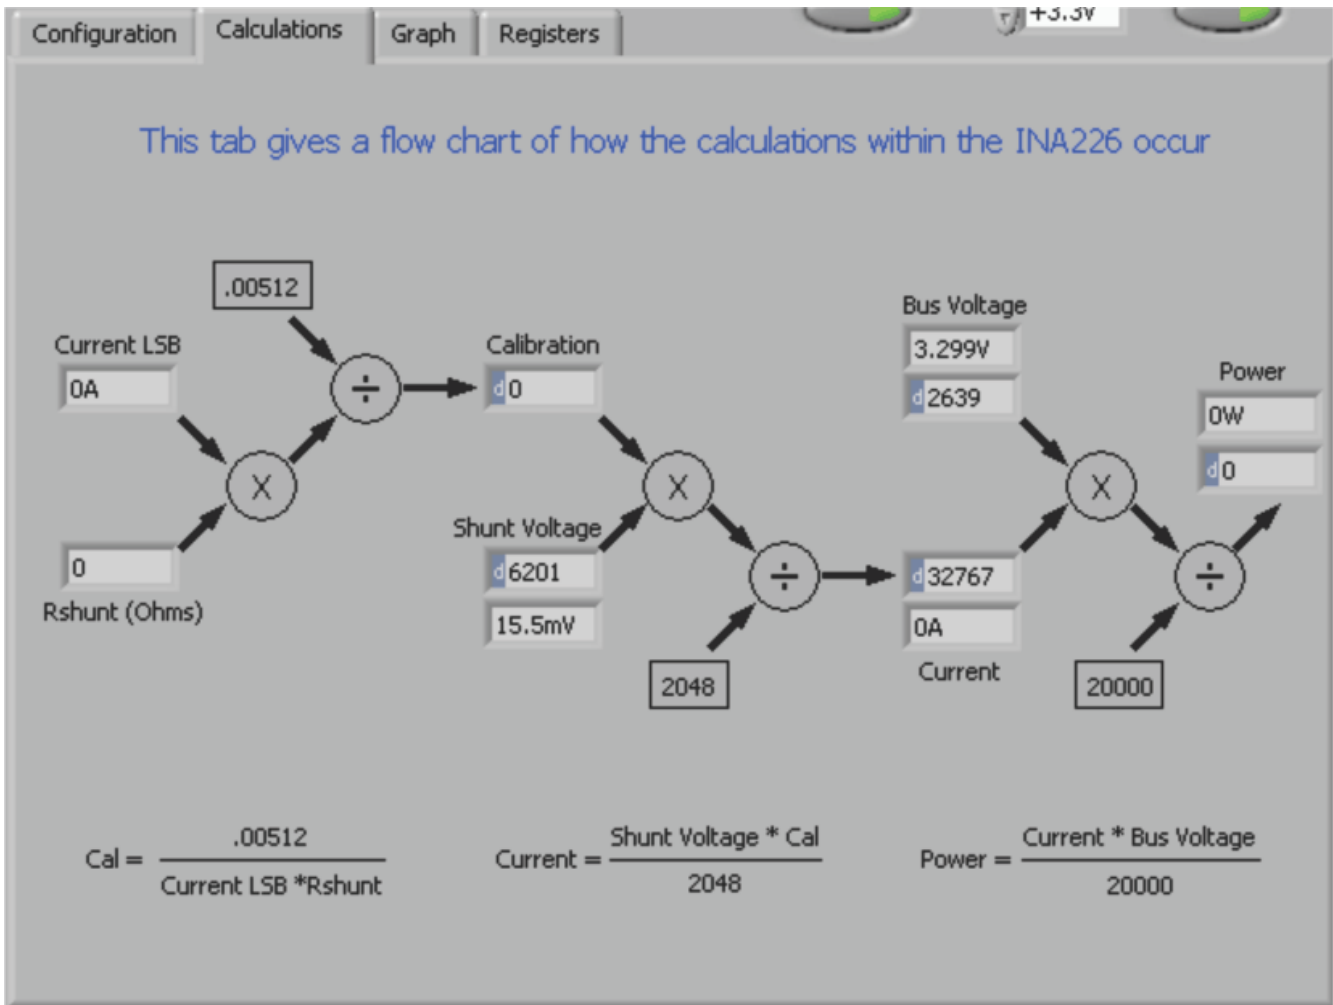 Configuration
Calculations
Graph
Registers
+3.3V
This tab gives a flow chart of how the calculations within the INA226 occur
.00512
Current LSB
0A
÷
Calibration
d 0
X
0
Rshunt (Ohms)
Shunt Voltage
d 6201
15.5mV
X
÷
2048
Bus Voltage
3.299V
d 2639
X
d 32767
0A
Current
÷
20000
Power
0W
d 0
Cal = .00512
Current LSB *Rshunt
Current = Shunt Voltage * Cal
2048
Power = Current * Bus Voltage
20000